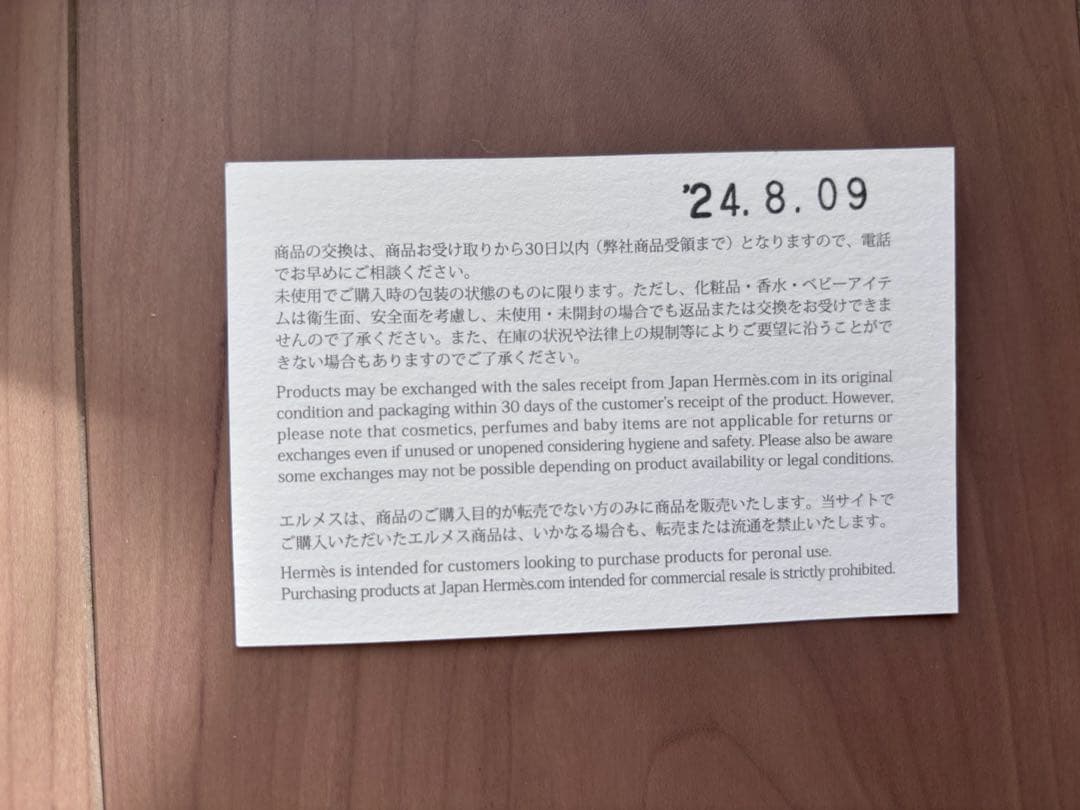 '24. 8. 09
商品の交換は、商品お受け取りから30日以内（弊社商品受領まで）となりますので、電話
でお早めにご相談ください。
未使用でご購入時の包装の状態のものに限ります。ただし、化粧品・香水・ベビーアイテ
ムは衛生面、安全面を考慮し、未使用・未開封の場合でも返品または交換をお受けできま
せんので了承ください。また、在庫の状況や法律上の規制等によりご要望に沿うことがで
きない場合もありますのでご了承ください。
Products may be exchanged with the sales receipt from Japan Hermès.com in its original
condition and packaging within 30 days of the customer's receipt of the product. However,
please note that cosmetics, perfumes and baby items are not applicable for returns or
exchanges even if unused or unopened considering hygiene and safety. Please also be aware
some exchanges may not be possible depending on product availability or legal conditions.
エルメスは、商品のご購入目的が転売でない方のみに商品を販売いたします。当サイトで
ご購入いただいたエルメス商品は、いかなる場合も、転売または流通を禁止いたします。
Hermès is intended for customers looking to purchase products for peronal use.
Purchasing products at Japan Hermès.com intended for commercial resale is strictly prohibited.